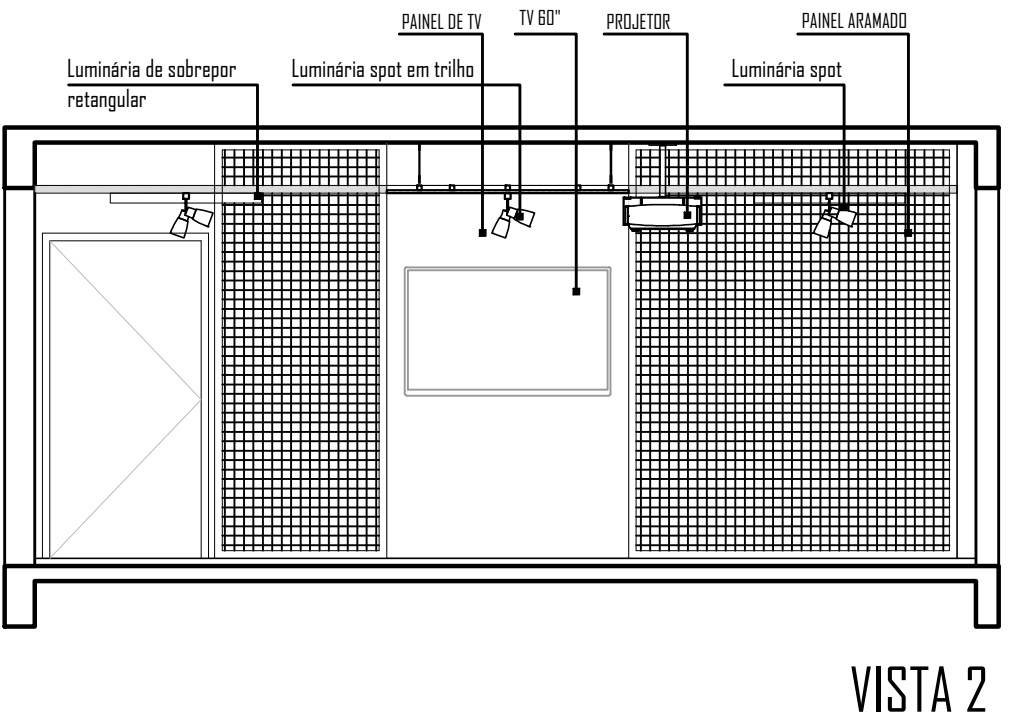 PAINEL DE TV
TV 60"
PROJETOR
PAINEL ARAMADO
Luminária de sobrepor
retangular
Luminária spot em trilho
Luminária spot
VISTA 2